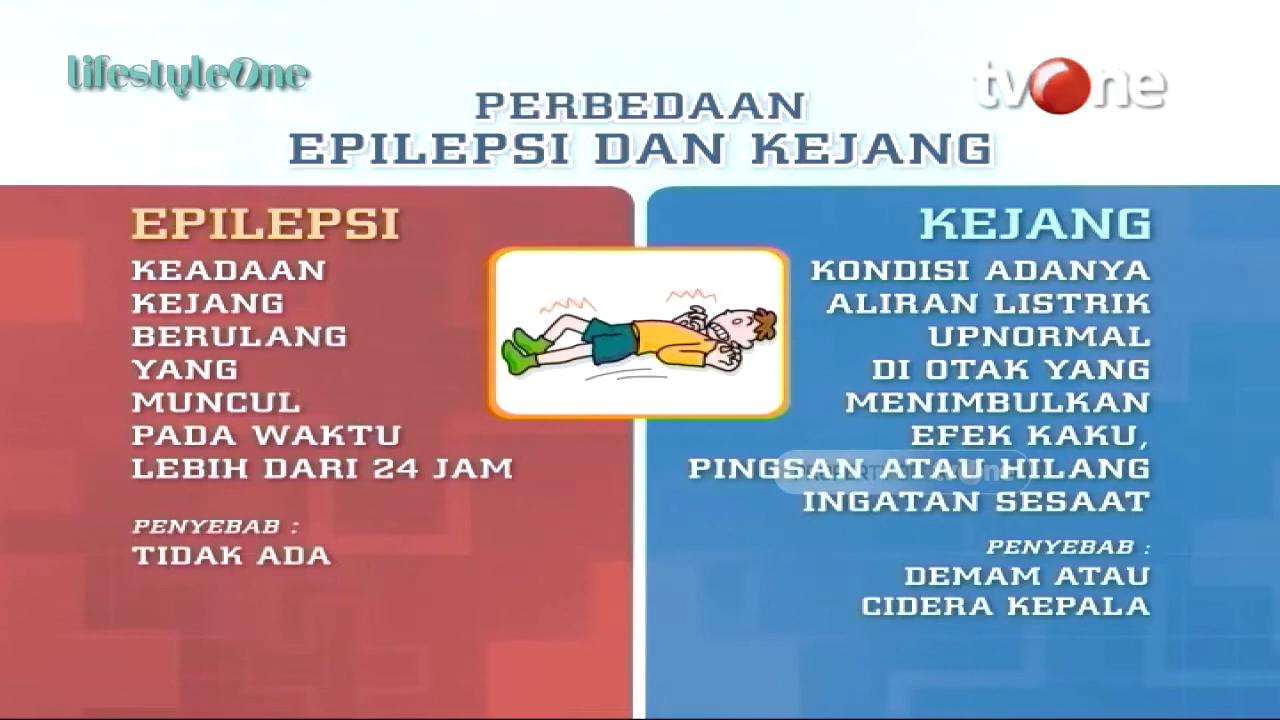 lifestyleOne
tvOne
PERBEDAAN
EPILEPSI DAN KEJANG
EPILEPSI
KEADAAN
KEJANG
BERULANG
YANG
MUNCUL
PADA WAKTU
LEBIH DARI 24 JAM
PENYEBAB :
TIDAK ADA
KEJANG
KONDISI ADANYA
ALIRAN LISTRIK
UPNORMAL
DI OTAK YANG
MENIMBULKAN
EFEK KAKU,
PINGSAN ATAU HILANG
INGATAN SESAAT
PENYEBAB :
DEMAM ATAU
CIDERA KEPALA